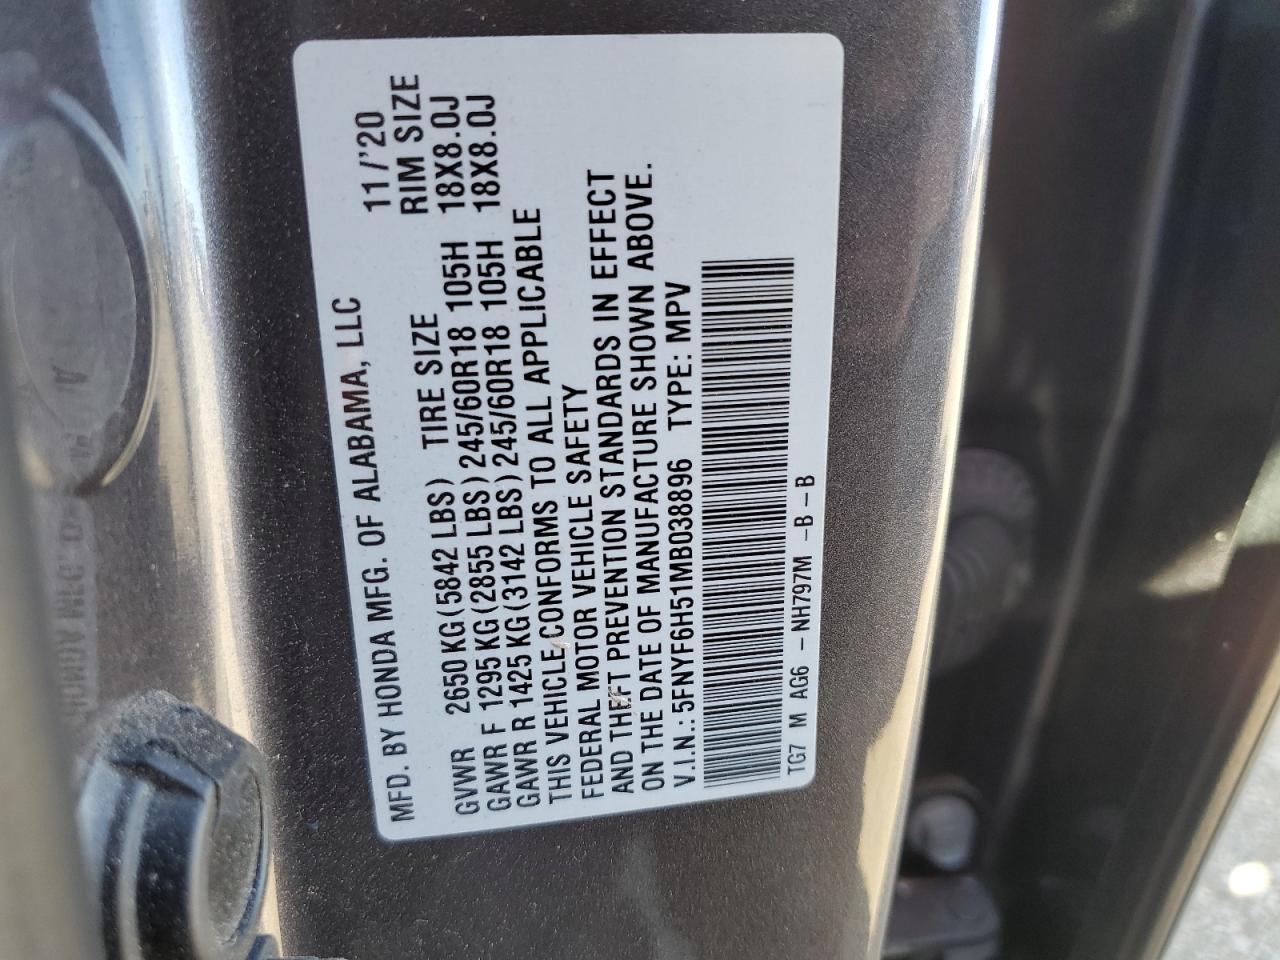 MFD. BY HONDA MFG. OF ALABAMA, LLC 11/'20
GVWR 2650 KG (5842 LBS) TIRE SIZE RIM SIZE
GAWR F 1295 KG (2855 LBS) 245/60R18 105H 18X8.0J
GAWR R 1425 KG (3142 LBS) 245/60R18 105H 18X8.0J
THIS VEHICLE CONFORMS TO ALL APPLICABLE
FEDERAL MOTOR VEHICLE SAFETY
AND THEFT PREVENTION STANDARDS IN EFFECT
ON THE DATE OF MANUFACTURE SHOWN ABOVE.
V.I.N.: 5FNYF6H51MB038896 TYPE: MPV
TG7 M AG6 -NH797M -B-B